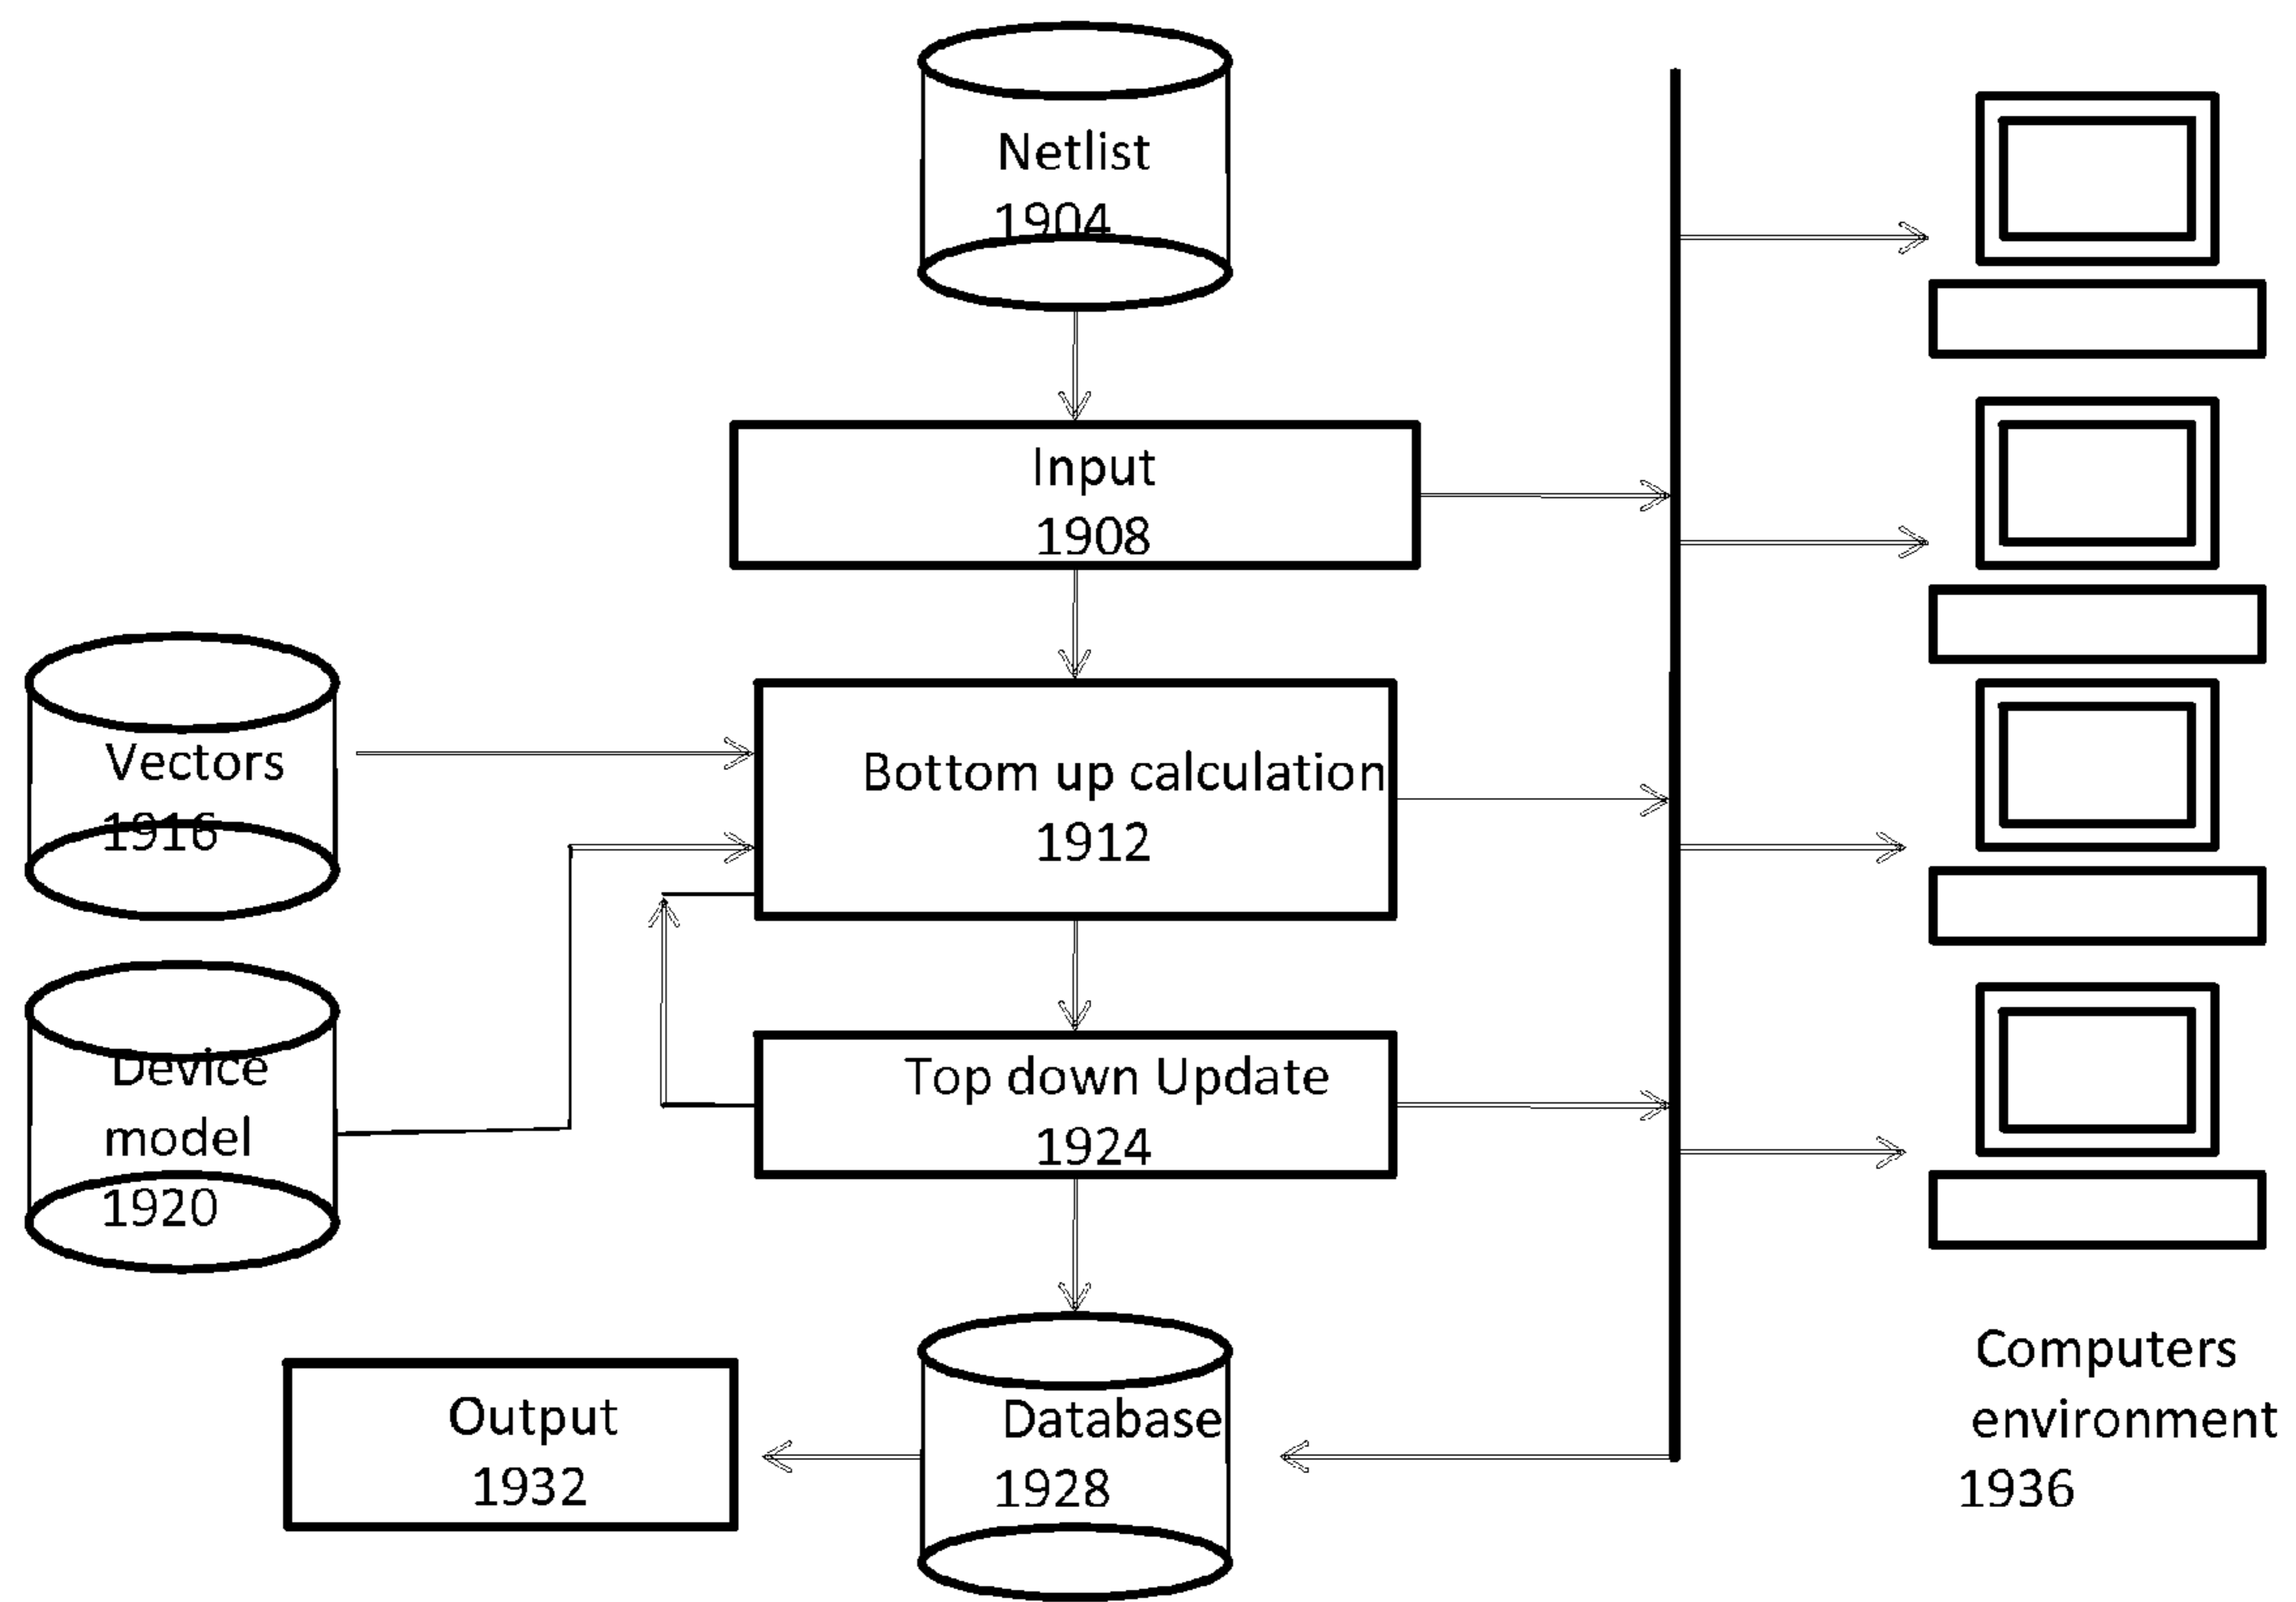 Netlist
1904
Input
1908
Vectors
1916
Bottom up calculation
1912
Device
model
1920
Top down Update
1924
Output
1932
Database
1928
Computers
environment
1936